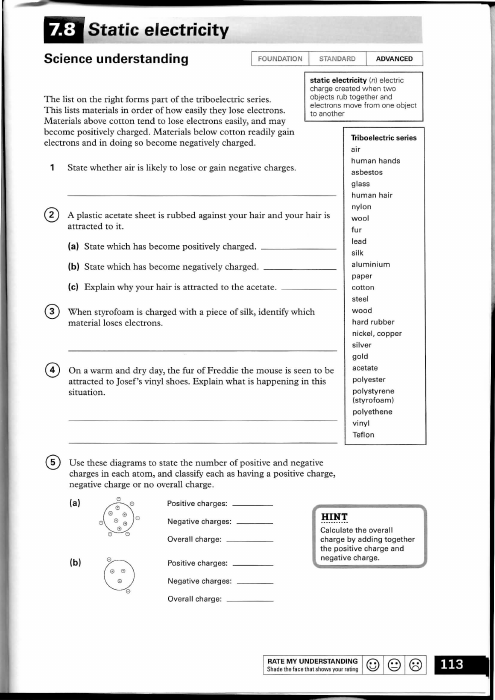 7.8 Static electricity
Science understanding
FOUNDATION STANDARD ADVANCED
static electricity (n) electric
charge created when two
objects rub together and
electrons move from one object
to another
The list on the right forms part of the triboelectric series.
This lists materials in order of how easily they lose electrons.
Materials above cotton tend to lose electrons easily, and may
become positively charged. Materials below cotton readily gain
electrons and in doing so become negatively charged.
1 State whether air is likely to lose or gain negative charges.
2 A plastic acetate sheet is rubbed against your hair and your hair is
attracted to it.
(a) State which has become positively charged.
(b) State which has become negatively charged.
(c) Explain why your hair is attracted to the acetate.
3 When styrofoam is charged with a piece of silk, identify which
material loses electrons.
4 On a warm and dry day, the fur of Freddie the mouse is seen to be
attracted to Josef's vinyl shoes. Explain what is happening in this
situation.
Triboelectric series
air
human hands
asbestos
glass
human hair
nylon
wool
fur
lead
silk
aluminium
paper
cotton
steel
wood
hard rubber
nickel, copper
silver
gold
acetate
polyester
polystyrene
(styrofoam)
polyethene
vinyl
Teflon
5 Use these diagrams to state the number of positive and negative
charges in each atom, and classify each as having a positive charge,
negative charge or no overall charge.
(a) Positive charges:
Negative charges:
Overall charge:
(b) Positive charges:
Negative charges:
Overall charge:
HINT
Calculate the overall
charge by adding together
the positive charge and
negative charge.
RATE MY UNDERSTANDING
Shade the face that shows your rating
113